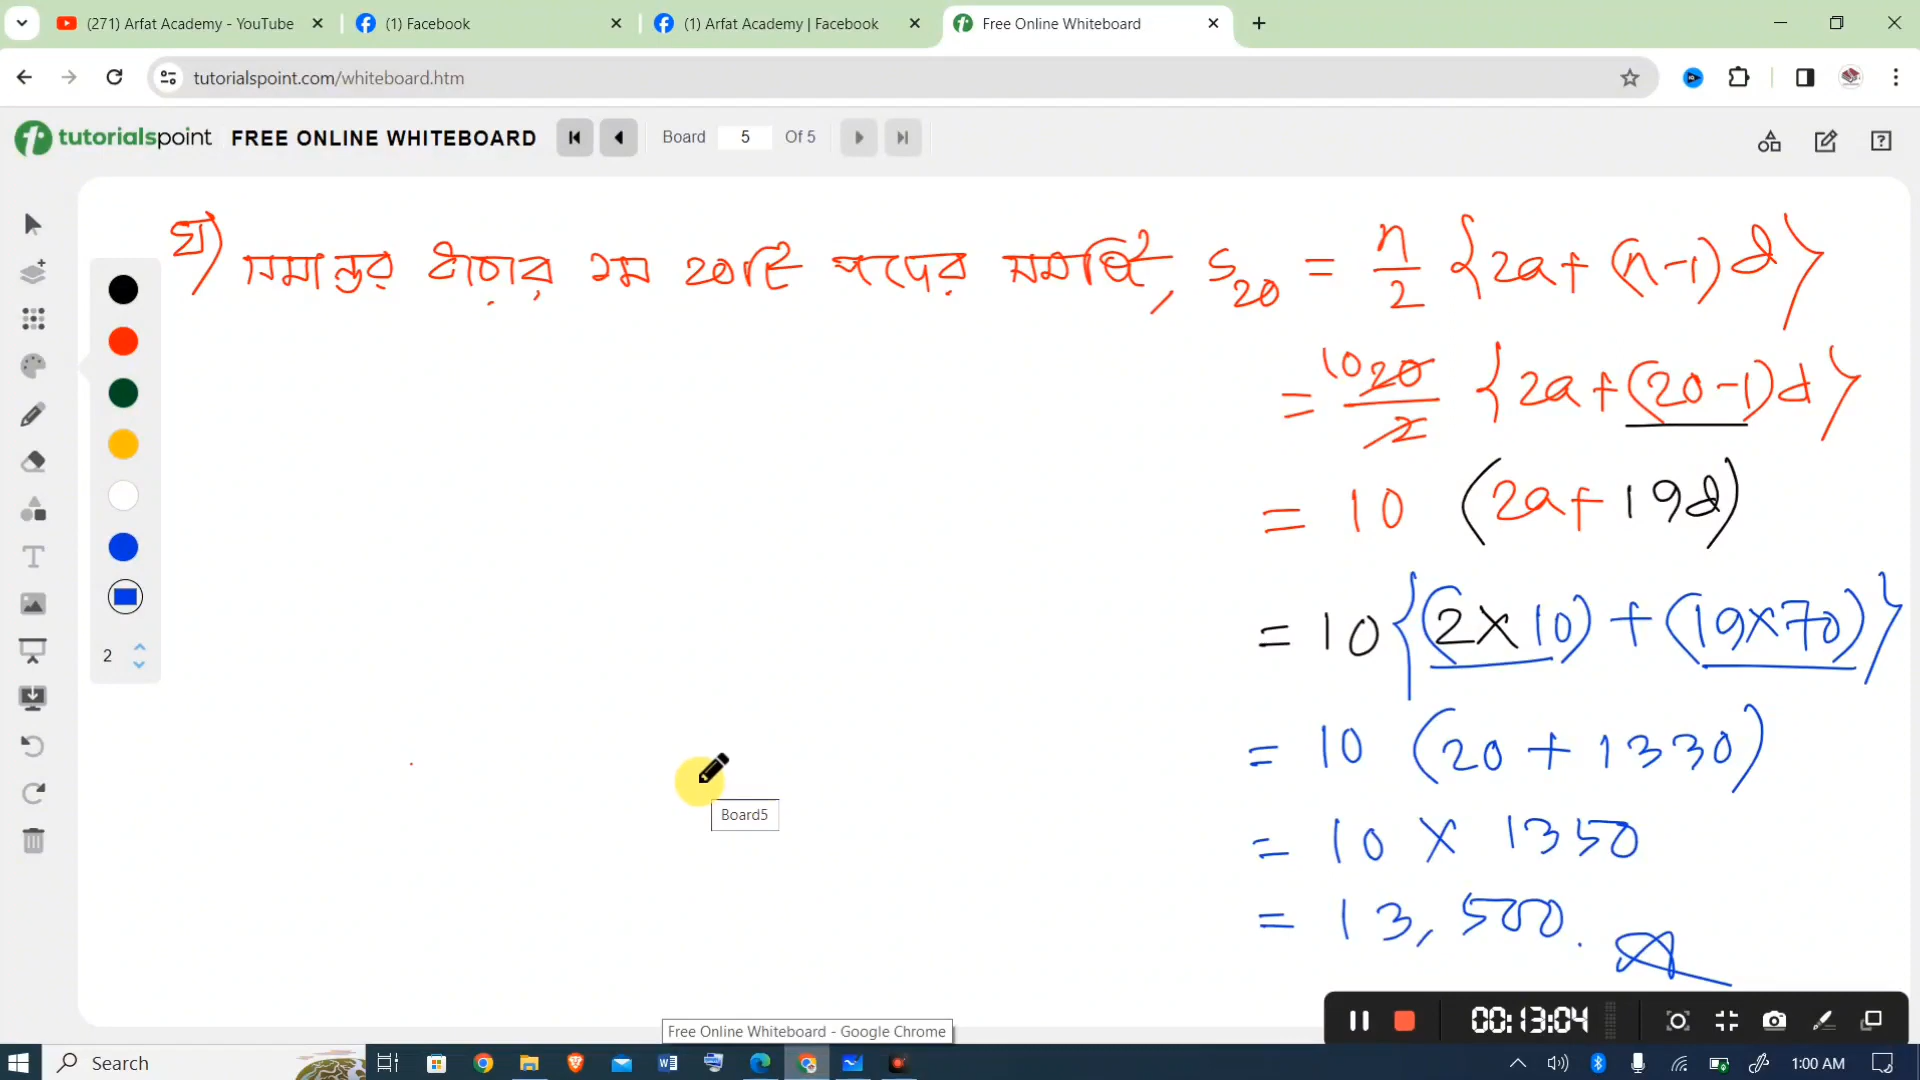 (271) Arfat Academy - YouTube
(1) Facebook
(1) Arfat Academy | Facebook
Free Online Whiteboard
tutorialspoint.com/whiteboard.htm
tutorialspoint FREE ONLINE WHITEBOARD Board 5 Of 5
ঘ) সমান্তর ধারার ১ম 20টি পদের সমষ্টি, S₂₀ = n/2 {2a+(n-1)d}
= 10 20/2 {2a+(20-1)d}
= 10 (2a+19d)
= 10 {(2×10) + (19×70)}
= 10 (20 + 1330)
= 10 × 1350
= 13,500.
2
Board5
Free Online Whiteboard - Google Chrome
00:13:04
Search
1:00 AM